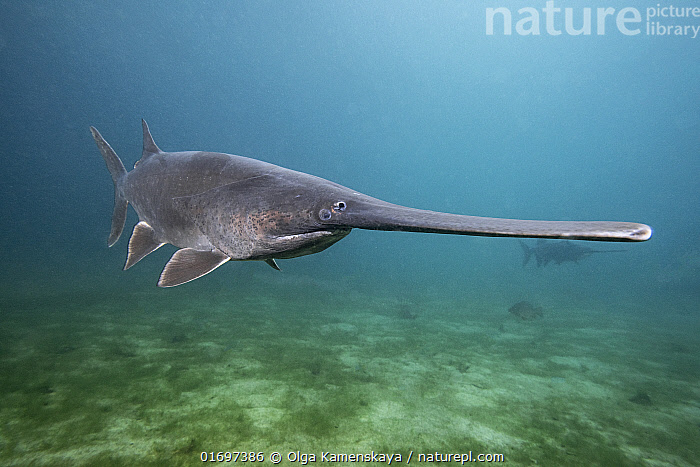 nature picture library
01697386 © Olga Kamenskaya / naturepl.com